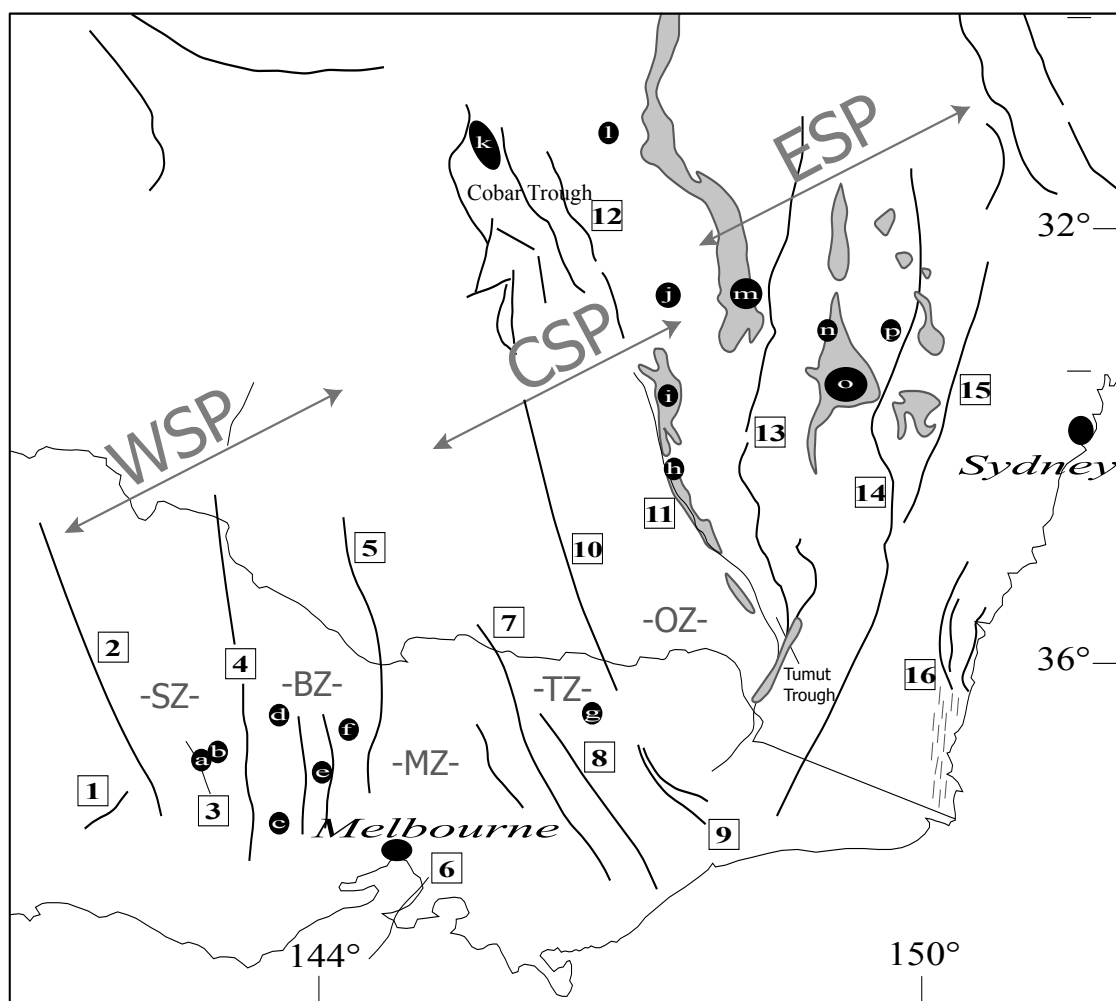 k
l
ESP
Cobar Trough
12
32°
j
m
CSP
n
p
WSP
i
o
15
13
Sydney
h
14
11
5
10
7
-OZ-
2
4
36°
-SZ-
-BZ-
-TZ-
Tumut
Trough
16
d
g
f
b
a
-MZ-
8
e
1
3
c
Melbourne
9
6
144°
150°